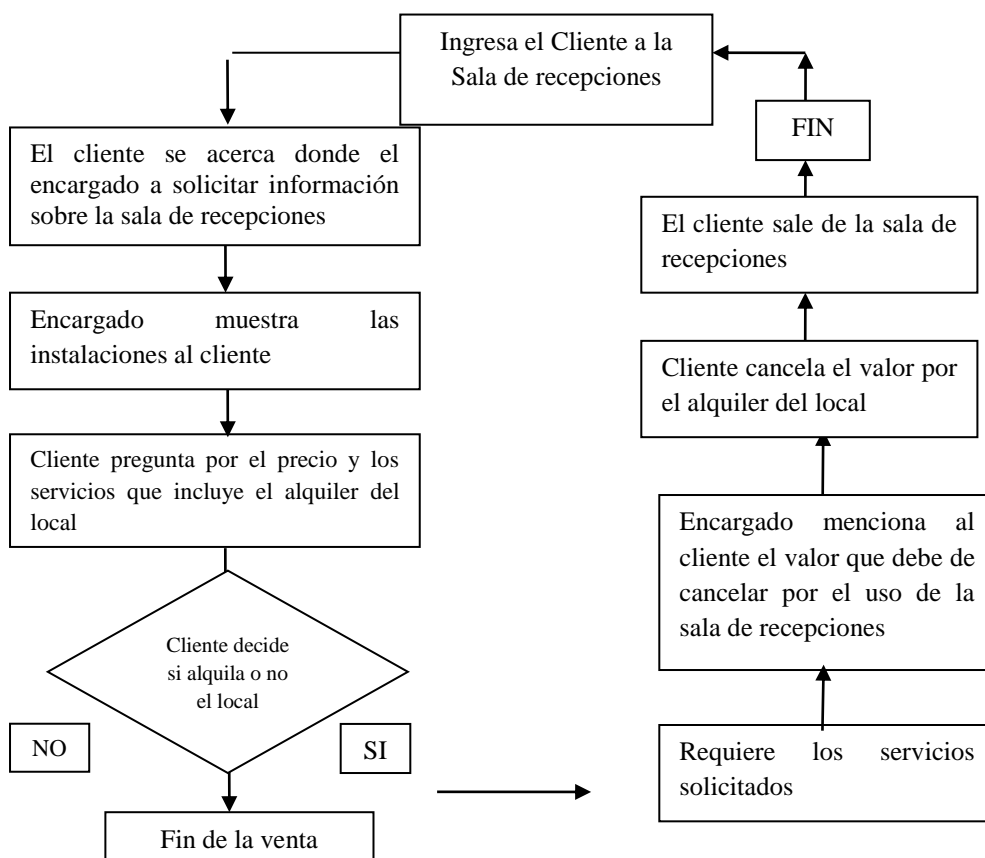 Ingresa el Cliente a la
Sala de recepciones
El cliente se acerca donde el
encargado a solicitar información
sobre la sala de recepciones
Encargado muestra las
instalaciones al cliente
Cliente pregunta por el precio y los
servicios que incluye el alquiler del
local
Cliente decide
si alquila o no
el local
NO
SI
Fin de la venta
Requiere los servicios
solicitados
Encargado menciona al
cliente el valor que debe de
cancelar por el uso de la
sala de recepciones
Cliente cancela el valor por
el alquiler del local
El cliente sale de la sala de
recepciones
FIN